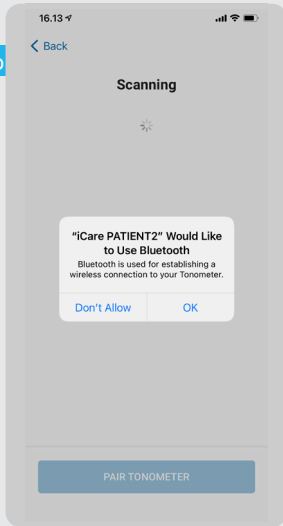 16.13
Back
Scanning
"iCare PATIENT2" Would Like
to Use Bluetooth
Bluetooth is used for establishing a
wireless connection to your Tonometer.
Don't Allow
OK
PAIR TONOMETER